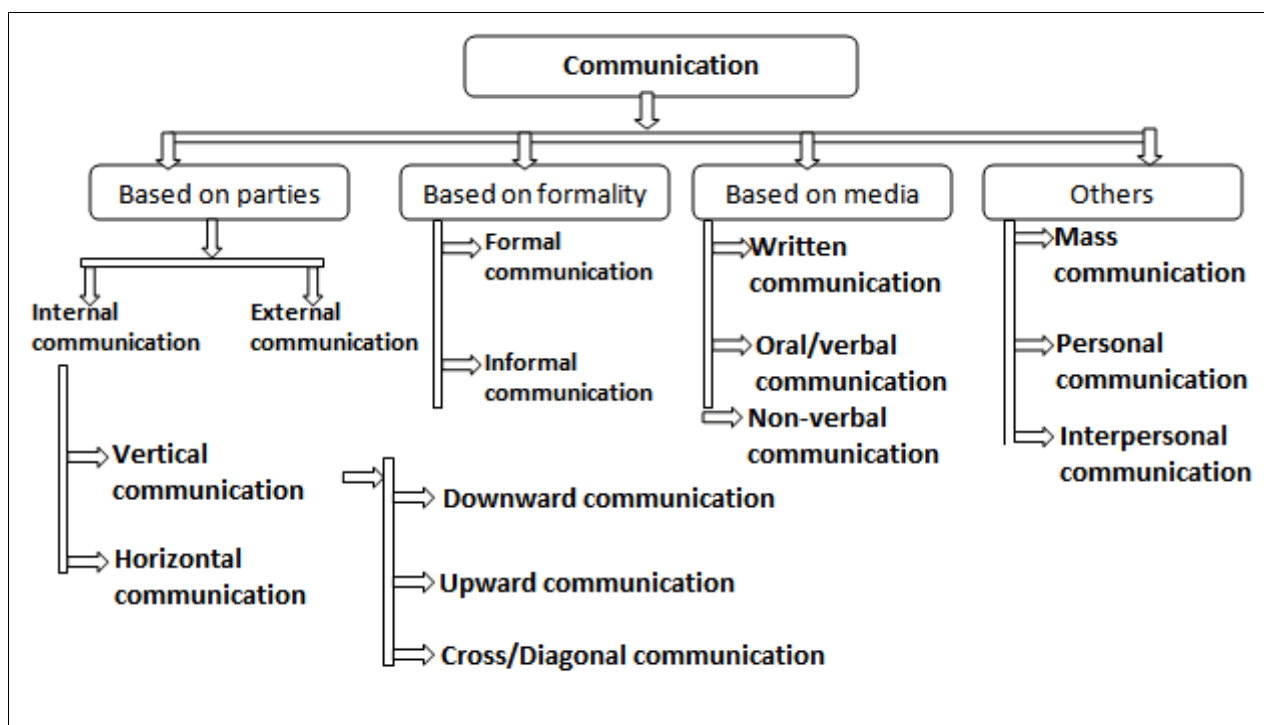 Communication
Based on parties
Based on formality
Based on media
Others
Internal
communication
External
communication
Vertical
communication
Horizontal
communication
Downward communication
Upward communication
Cross/Diagonal communication
Formal
communication
Informal
communication
Written
communication
Oral/verbal
communication
Non-verbal
communication
Mass
communication
Personal
communication
Interpersonal
communication